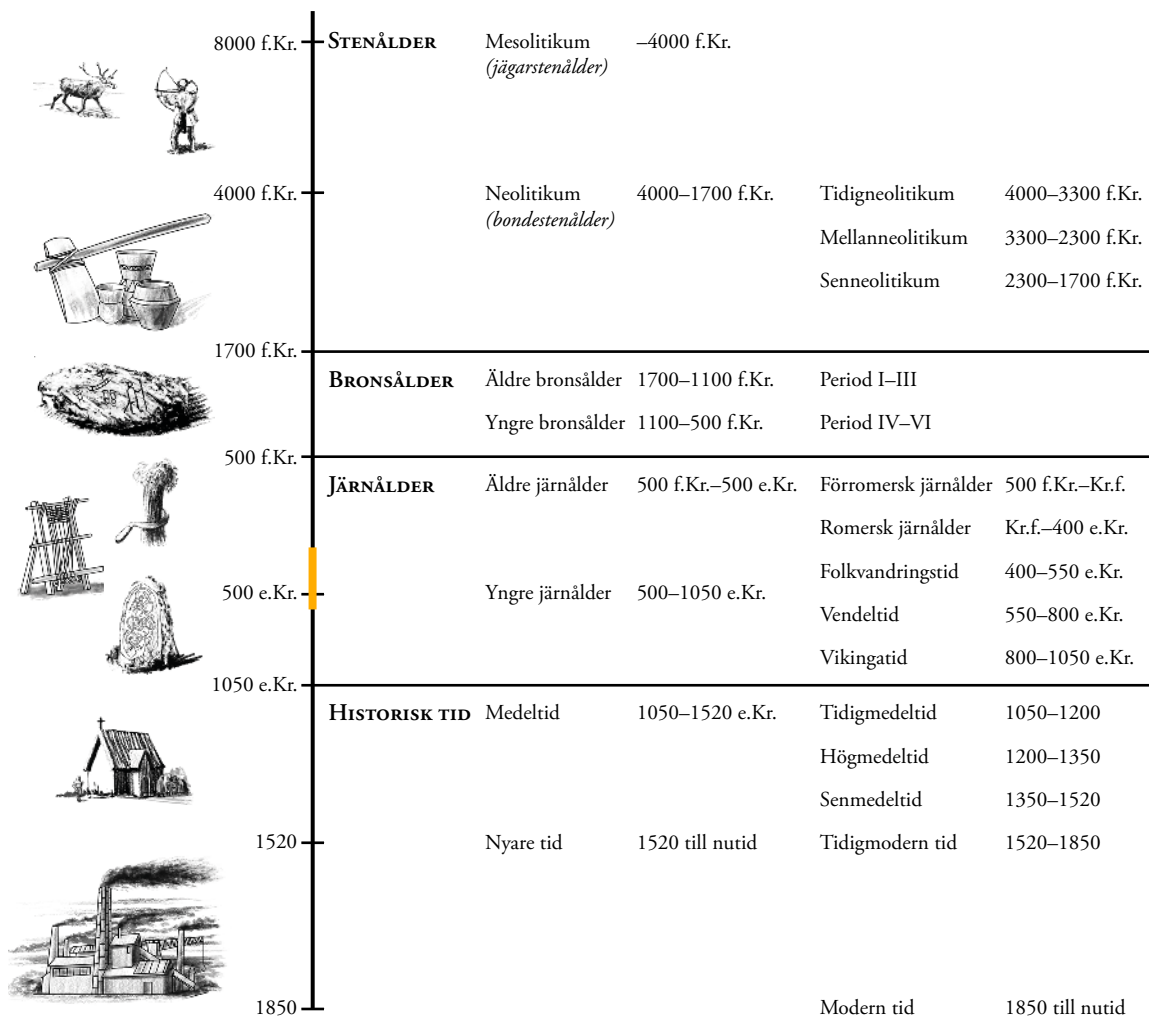 8000 f.Kr. Stenålder Mesolitikum –4000 f.Kr.
(jägarstenålder)
4000 f.Kr. Neolitikum 4000–1700 f.Kr. Tidigneolitikum 4000–3300 f.Kr.
(bondestenålder)
Mellanneolitikum 3300–2300 f.Kr.
Senneolitikum 2300–1700 f.Kr.
1700 f.Kr.
Bronsålder Äldre bronsålder 1700–1100 f.Kr. Period I–III
Yngre bronsålder 1100–500 f.Kr. Period IV–VI
500 f.Kr.
Järnålder Äldre järnålder 500 f.Kr.–500 e.Kr. Förromersk järnålder 500 f.Kr.–Kr.f.
Romersk järnålder Kr.f.–400 e.Kr.
Folkvandringstid 400–550 e.Kr.
500 e.Kr. Yngre järnålder 500–1050 e.Kr.
Vendeltid 550–800 e.Kr.
Vikingatid 800–1050 e.Kr.
1050 e.Kr.
Historisk tid Medeltid 1050–1520 e.Kr. Tidigmedeltid 1050–1200
Högmedeltid 1200–1350
Senmedeltid 1350–1520
1520 Nyare tid 1520 till nutid Tidigmodern tid 1520–1850
1850 Modern tid 1850 till nutid